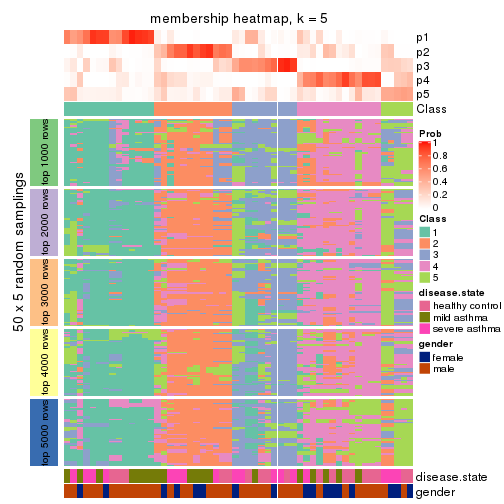 membership heatmap, k = 5
p1
p2
p3
p4
p5
Class
50 x 5 random samplings
top 1000 rows
top 2000 rows
top 3000 rows
top 4000 rows
top 5000 rows
disease.state
gender
Prob
1
0.8
0.6
0.4
0.2
0
Class
1
2
3
4
5
disease.state
healthy control
mild asthma
severe asthma
gender
female
male